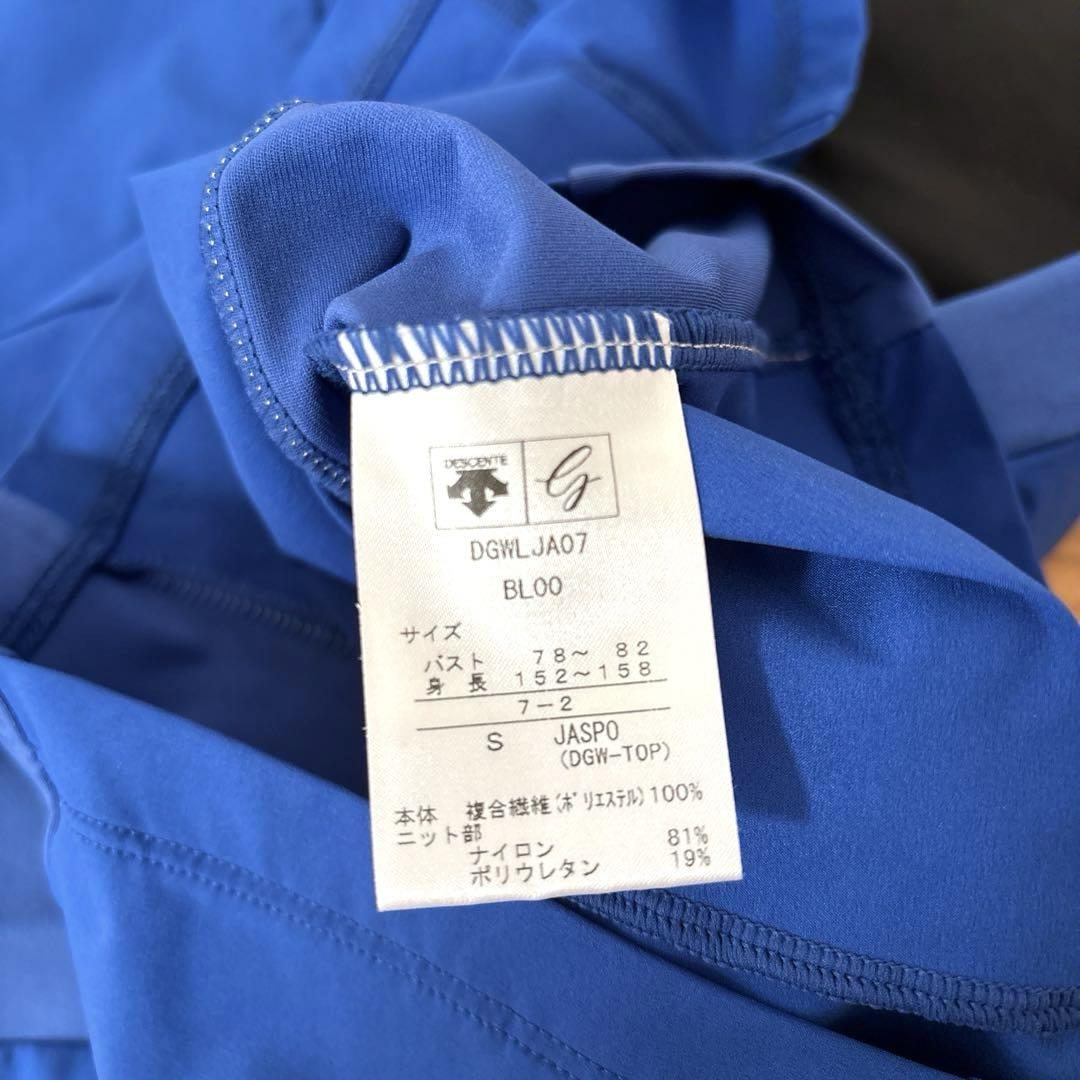 DESCENTE G
DGWLJA07
BL00
サイズ
バスト 78～ 82
身 長 152～158
7-2
S JASPO
(DGW-TOP)
本体 複合繊維(ポリエステル)100%
ニット部
ナイロン 81%
ポリウレタン 19%